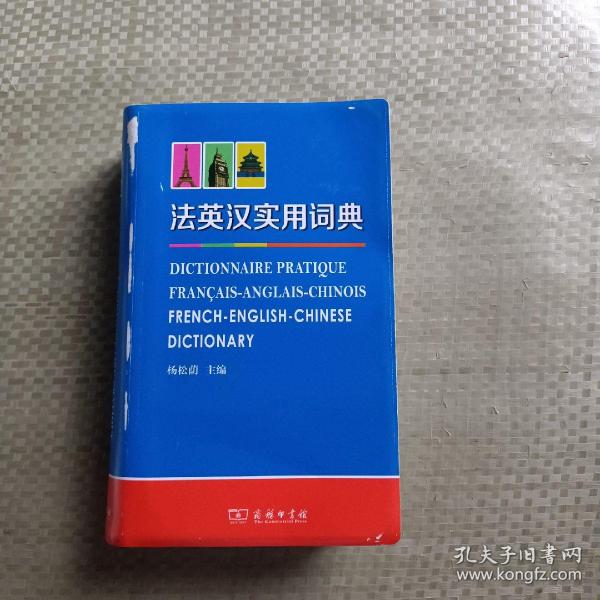 法英汉实用词典
DICTIONNAIRE PRATIQUE
FRANÇAIS-ANGLAIS-CHINOIS
FRENCH-ENGLISH-CHINESE
DICTIONARY
杨松荫 主编
商务印书馆
The Commercial Press
孔夫子旧书网
www.kongfz.com